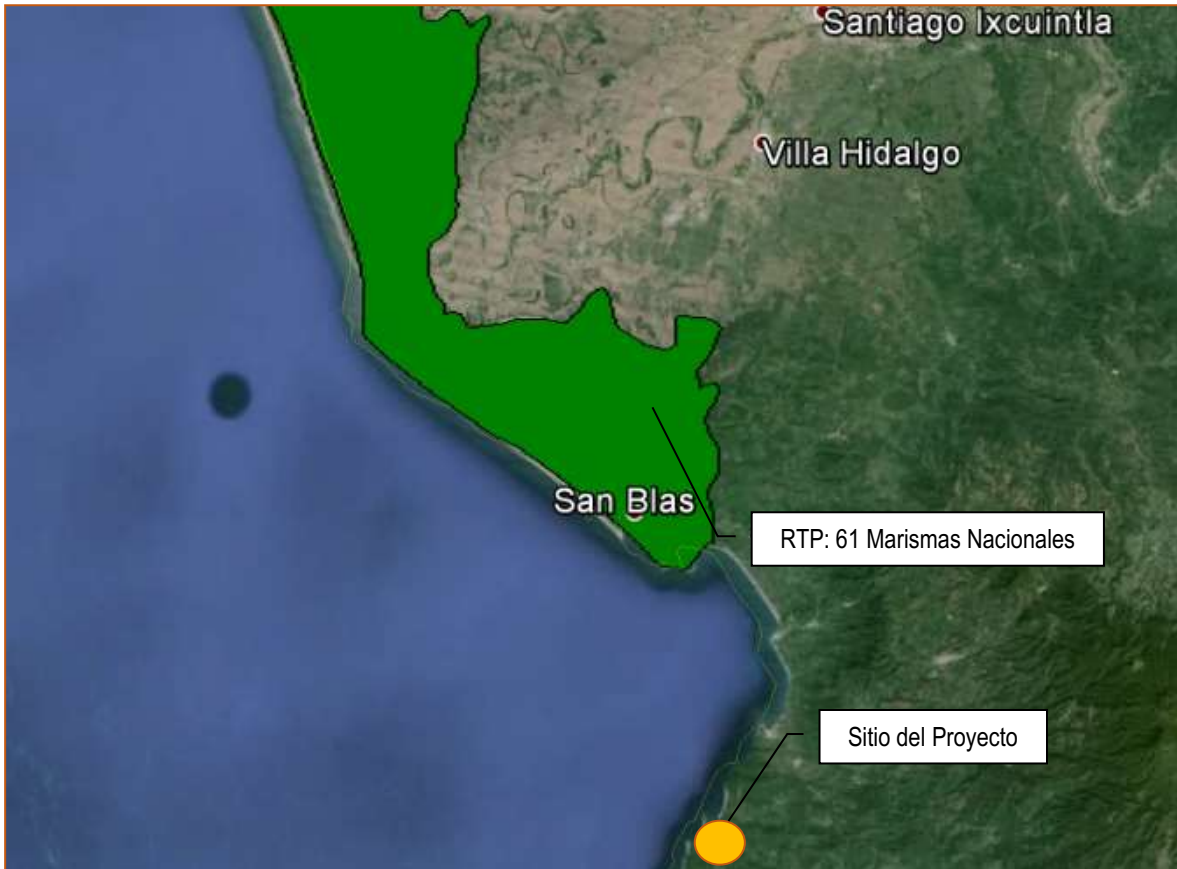 Santiago Ixcuintla
Villa Hidalgo
San Blas
RTP: 61 Marismas Nacionales
Sitio del Proyecto